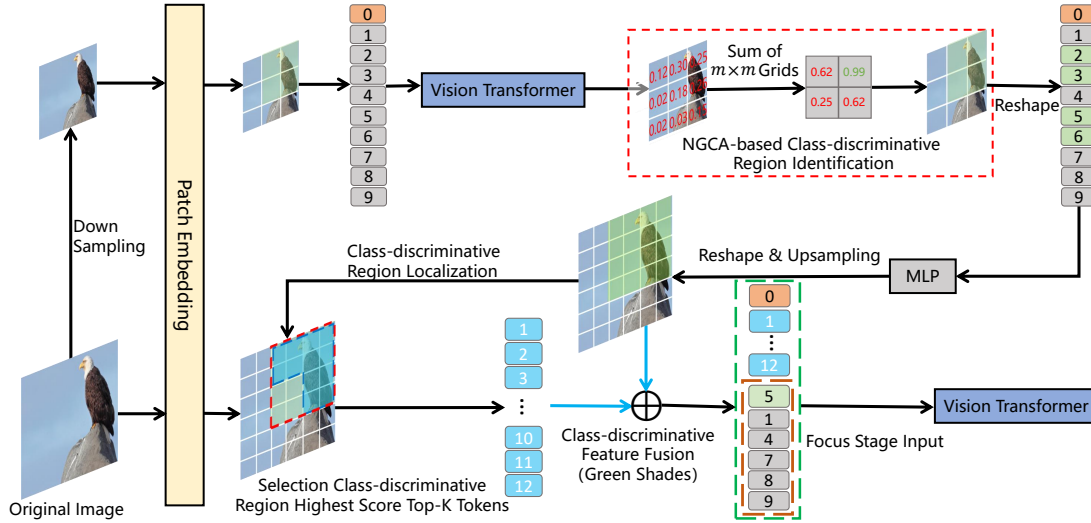 0
1
2
3
4
5
6
7
8
9
Vision Transformer
0.12 0.30 0.25
0.02 0.18
0.02 0.03
Sum of
m×m Grids
0.62 0.99
0.25 0.62
NGCA-based Class-discriminative
Region Identification
Reshape
0
1
2
3
4
5
6
7
8
9
Patch Embedding
Down
Sampling
Class-discriminative
Region Localization
Reshape & Upsampling
MLP
Original Image
Selection Class-discriminative
Region Highest Score Top-K Tokens
1
2
3
...
10
11
12
Class-discriminative
Feature Fusion
(Green Shades)
0
1
...
12
5
1
4
7
8
9
Focus Stage Input
Vision Transformer